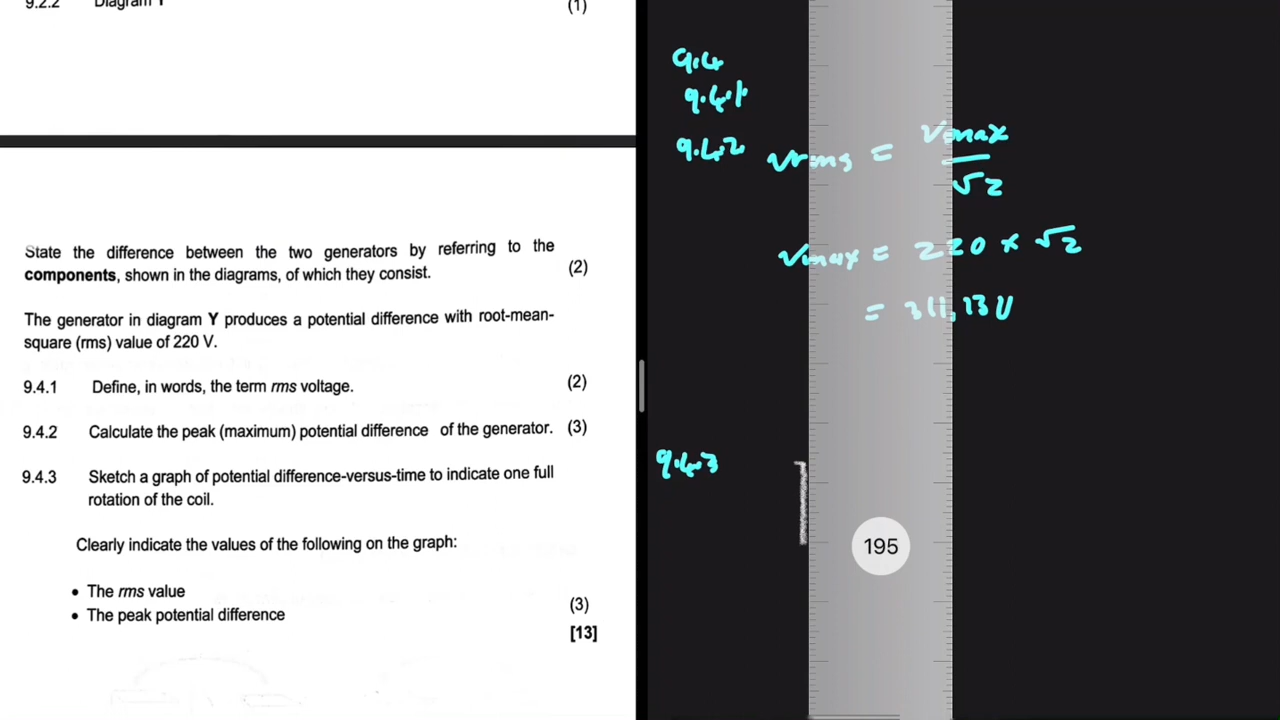 9.2.2 Diagram Y (1)
State the difference between the two generators by referring to the
components, shown in the diagrams, of which they consist. (2)
The generator in diagram Y produces a potential difference with root-mean-
square (rms) value of 220 V.
9.4.1 Define, in words, the term rms voltage. (2)
9.4.2 Calculate the peak (maximum) potential difference of the generator. (3)
9.4.3 Sketch a graph of potential difference-versus-time to indicate one full
rotation of the coil.
Clearly indicate the values of the following on the graph:
• The rms value
• The peak potential difference (3)
[13]
9.4
9.4.1
9.4.2 Vrms = Vmax / √2
Vmax = 220 × √2
= 311,13V
9.4.3
195